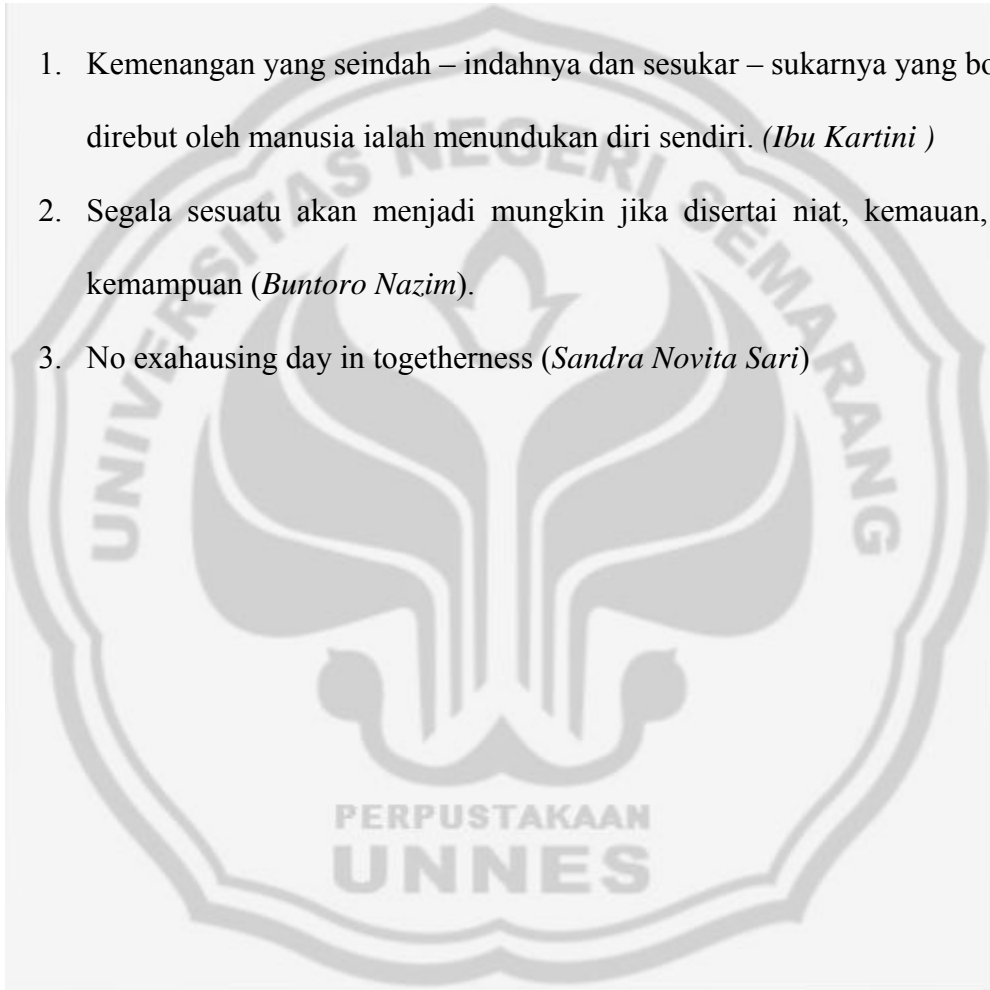 1. Kemenangan yang seindah – indahnya dan sesukar – sukarnya yang
direbut oleh manusia ialah menundukan diri sendiri. (Ibu Kartini )
2. Segala sesuatu akan menjadi mungkin jika disertai niat, kemauan,
kemampuan (Buntoro Nazim).
3. No exahausing day in togetherness (Sandra Novita Sari)
UNIVERSITAS NEGERI SEMARANG
PERPUSTAKAAN
UNNES